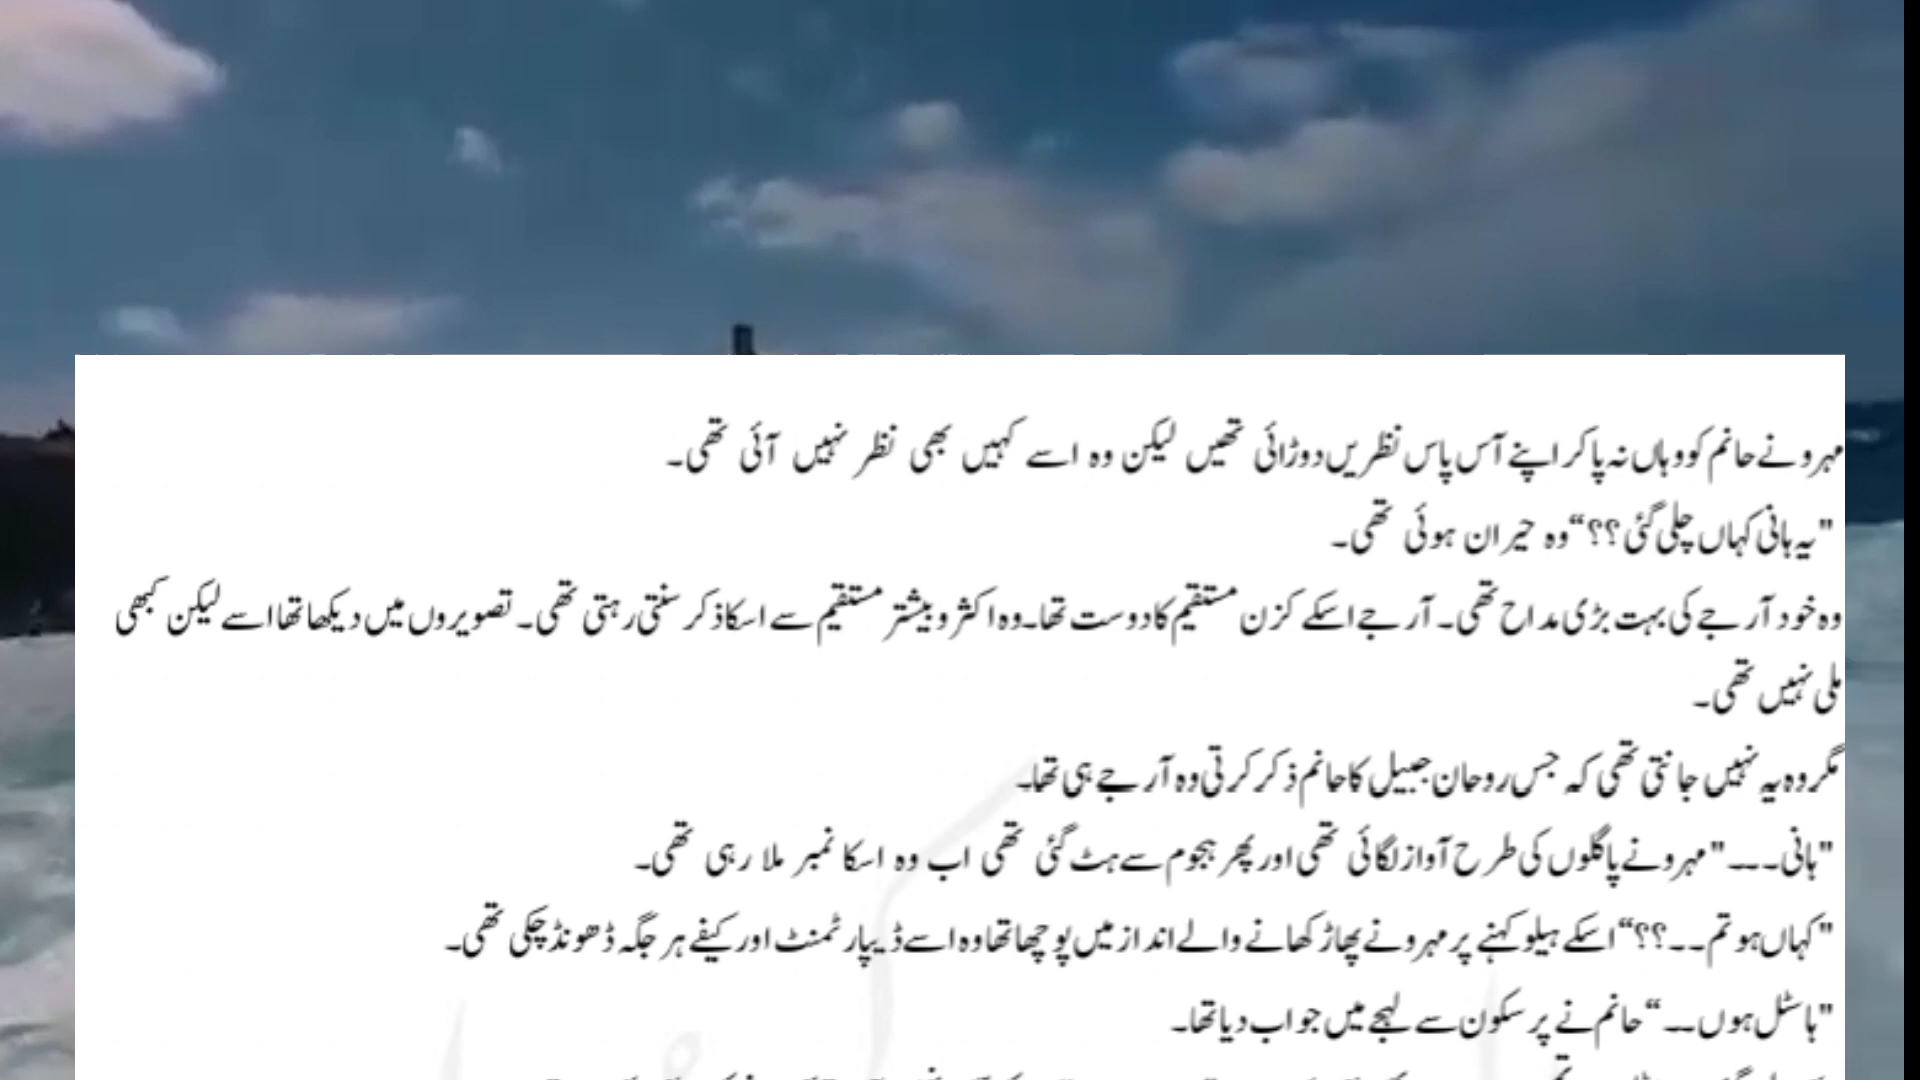 مہرو نے حانم کو وہاں نہ پا کر اپنے آس پاس نظریں دوڑائی تھیں لیکن وہ اسے کہیں بھی نظر نہیں آئی تھی۔
"یہ ہانی کہاں چلی گئی؟؟“ وہ حیران ہوئی تھی۔
وہ خود آرجے کی بہت بڑی مداح تھی۔ آرجے اسکے کزن مستقیم کا دوست تھا۔وہ اکثر و بیشتر مستقیم سے اسکا ذکر سنتی رہتی تھی۔ تصویروں میں دیکھا تھا اسے لیکن کبھی
ملی نہیں تھی۔
مگر وہ یہ نہیں جانتی تھی کہ جس روحان جبیل کا حانم ذکر کرتی وہ آرجے ہی تھا۔
"ہانی۔۔۔" مہرو نے پاگلوں کی طرح آواز لگائی تھی اور پھر ہجوم سے ہٹ گئی تھی اب وہ اسکا نمبر ملا رہی تھی۔
"کہاں ہو تم۔۔؟؟“ اسکے ہیلو کہنے پر مہرو نے پھاڑ کھانے والے انداز میں پوچھا تھا وہ اسے ڈیپارٹمنٹ اور کیفے ہر جگہ ڈھونڈ چکی تھی۔
"ہاسٹل ہوں۔۔“ حانم نے پر سکون سے لہجے میں جواب دیا تھا۔